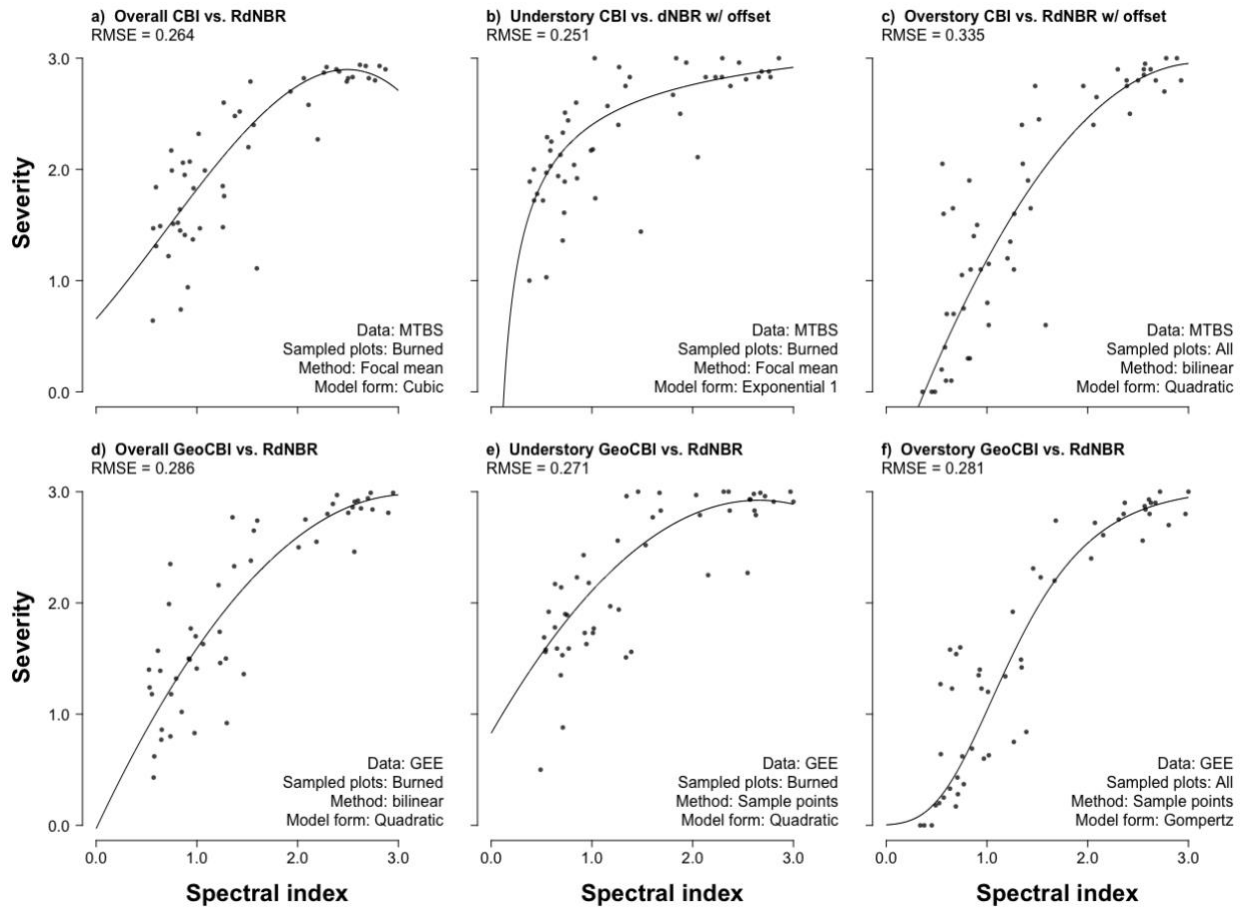 a) Overall CBI vs. RdNBR
RMSE = 0.264
b) Understory CBI vs. dNBR w/ offset
RMSE = 0.251
c) Overstory CBI vs. RdNBR w/ offset
RMSE = 0.335
Severity
3.0
2.0
1.0
0.0
Data: MTBS
Sampled plots: Burned
Method: Focal mean
Model form: Cubic
Data: MTBS
Sampled plots: Burned
Method: Focal mean
Model form: Exponential 1
Data: MTBS
Sampled plots: All
Method: bilinear
Model form: Quadratic
d) Overall GeoCBI vs. RdNBR
RMSE = 0.286
e) Understory GeoCBI vs. RdNBR
RMSE = 0.271
f) Overstory GeoCBI vs. RdNBR
RMSE = 0.281
Severity
3.0
2.0
1.0
0.0
Data: GEE
Sampled plots: Burned
Method: bilinear
Model form: Quadratic
Data: GEE
Sampled plots: Burned
Method: Sample points
Model form: Quadratic
Data: GEE
Sampled plots: All
Method: Sample points
Model form: Gompertz
0.0 1.0 2.0 3.0
0.0 1.0 2.0 3.0
0.0 1.0 2.0 3.0
Spectral index
Spectral index
Spectral index